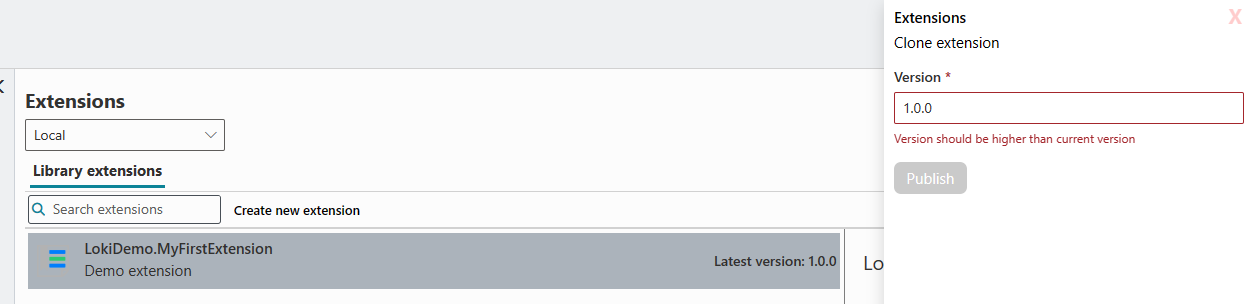 Extensions
Local
Library extensions
Search extensions
Create new extension
LokiDemo.MyFirstExtension
Demo extension
Latest version: 1.0.0
Lo
Extensions
X
Clone extension
Version *
1.0.0
Version should be higher than current version
Publish